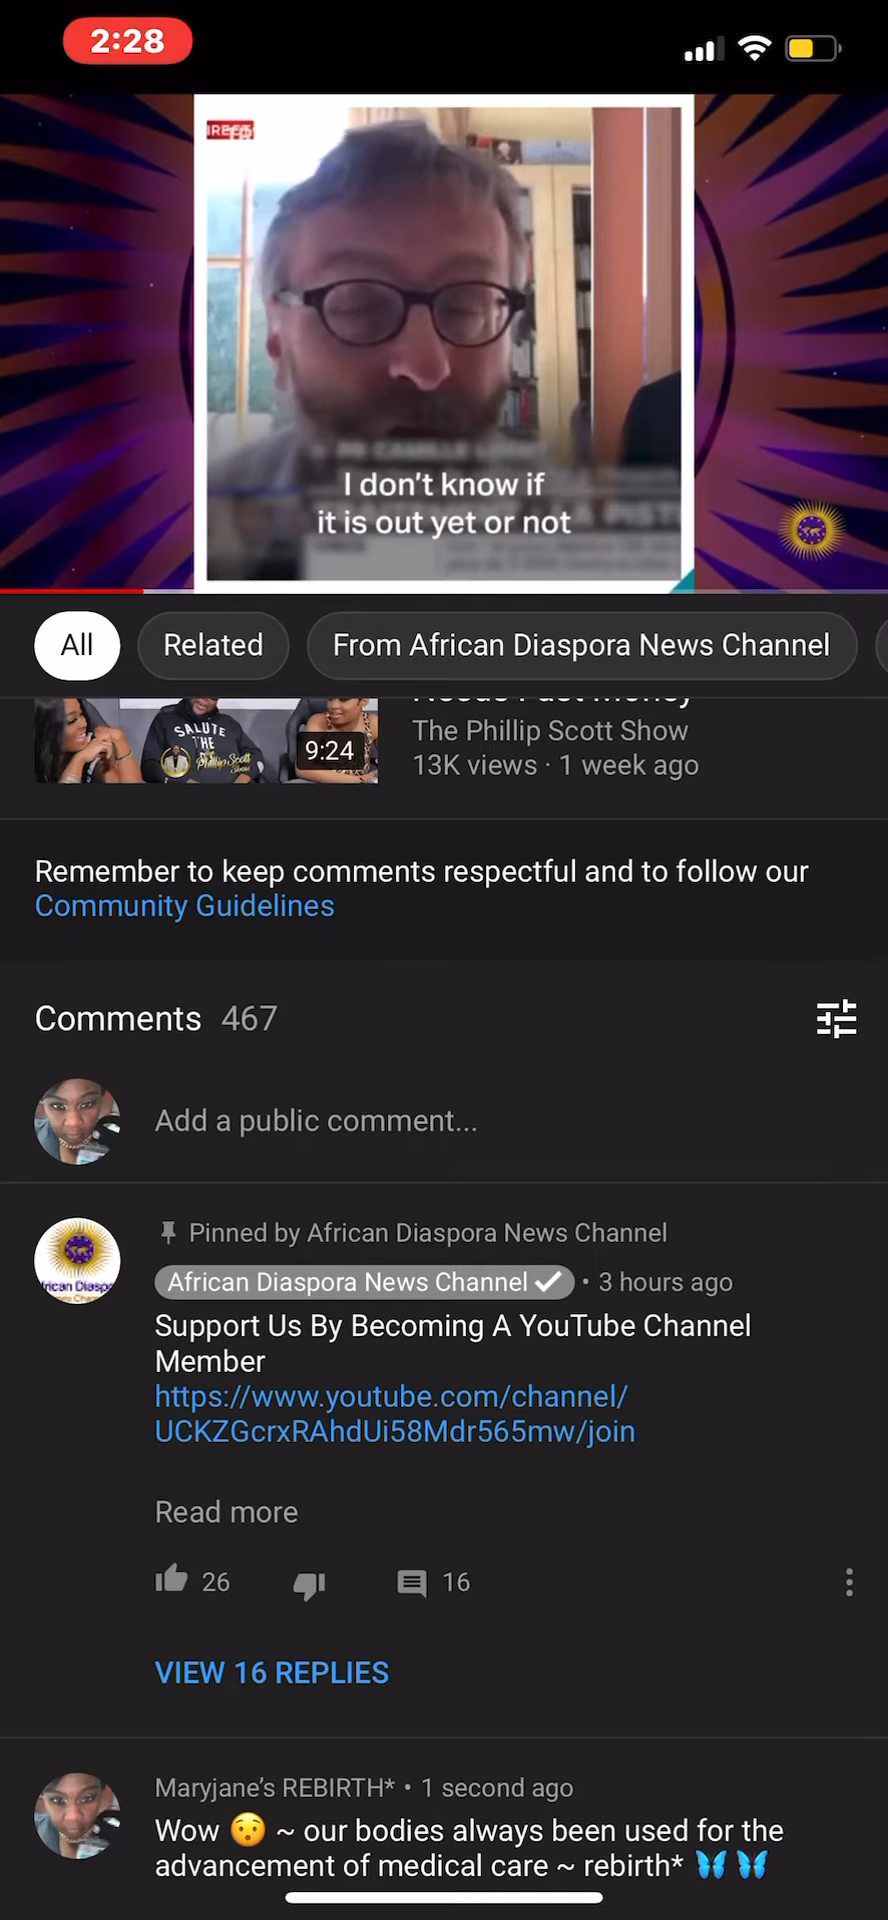 2:28
I don't know if
it is out yet or not
All
Related
From African Diaspora News Channel
SALUTE
THE
Phillip Scott
Show
9:24
The Phillip Scott Show
13K views · 1 week ago
Remember to keep comments respectful and to follow our
Community Guidelines
Comments 467
Add a public comment...
Pinned by African Diaspora News Channel
African Diaspora News Channel • 3 hours ago
Support Us By Becoming A YouTube Channel
Member
https://www.youtube.com/channel/
UCKZGcrxRAhdUi58Mdr565mw/join
Read more
26
16
VIEW 16 REPLIES
Maryjane's REBIRTH* • 1 second ago
Wow 😯 ~ our bodies always been used for the
advancement of medical care ~ rebirth* 🦋 🦋